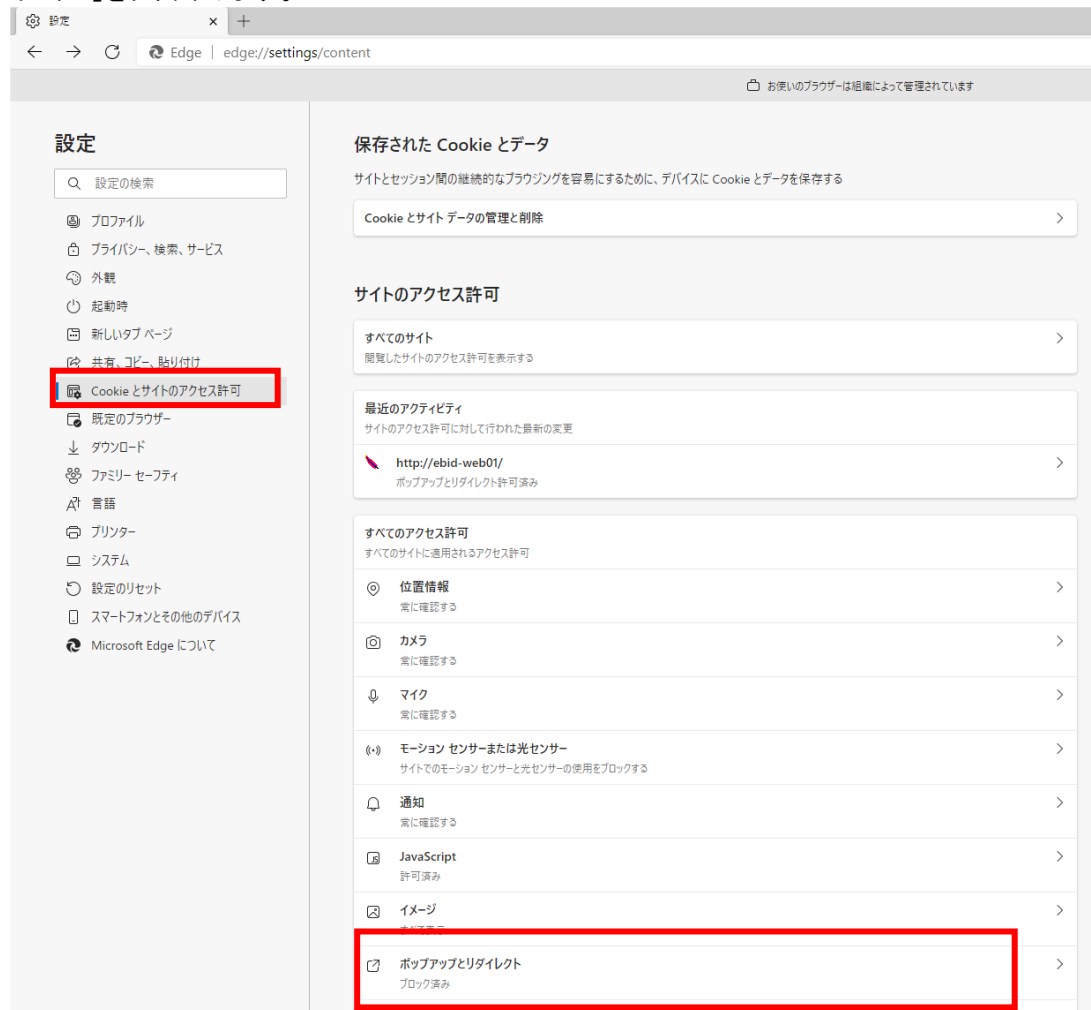 設定
Edge | edge://settings/content
お使いのブラウザーは組織によって管理されています
設定
設定の検索
プロファイル
プライバシー、検索、サービス
外観
起動時
新しいタブ ページ
共有、コピー、貼り付け
Cookie とサイトのアクセス許可
既定のブラウザー
ダウンロード
ファミリー セーフティ
言語
プリンター
システム
設定のリセット
スマートフォンとその他のデバイス
Microsoft Edge について
保存された Cookie とデータ
サイトとセッション間の継続的なブラウジングを容易にするために、デバイスに Cookie とデータを保存する
Cookie とサイト データの管理と削除
サイトのアクセス許可
すべてのサイト
閲覧したサイトのアクセス許可を表示する
最近のアクティビティ
サイトのアクセス許可に対して行われた最新の変更
http://ebid-web01/
ポップアップとリダイレクト許可済み
すべてのアクセス許可
すべてのサイトに適用されるアクセス許可
位置情報
常に確認する
カメラ
常に確認する
マイク
常に確認する
モーション センサーまたは光センサー
サイトでのモーション センサーと光センサーの使用をブロックする
通知
常に確認する
JavaScript
許可済み
イメージ
すべて表示
ポップアップとリダイレクト
ブロック済み